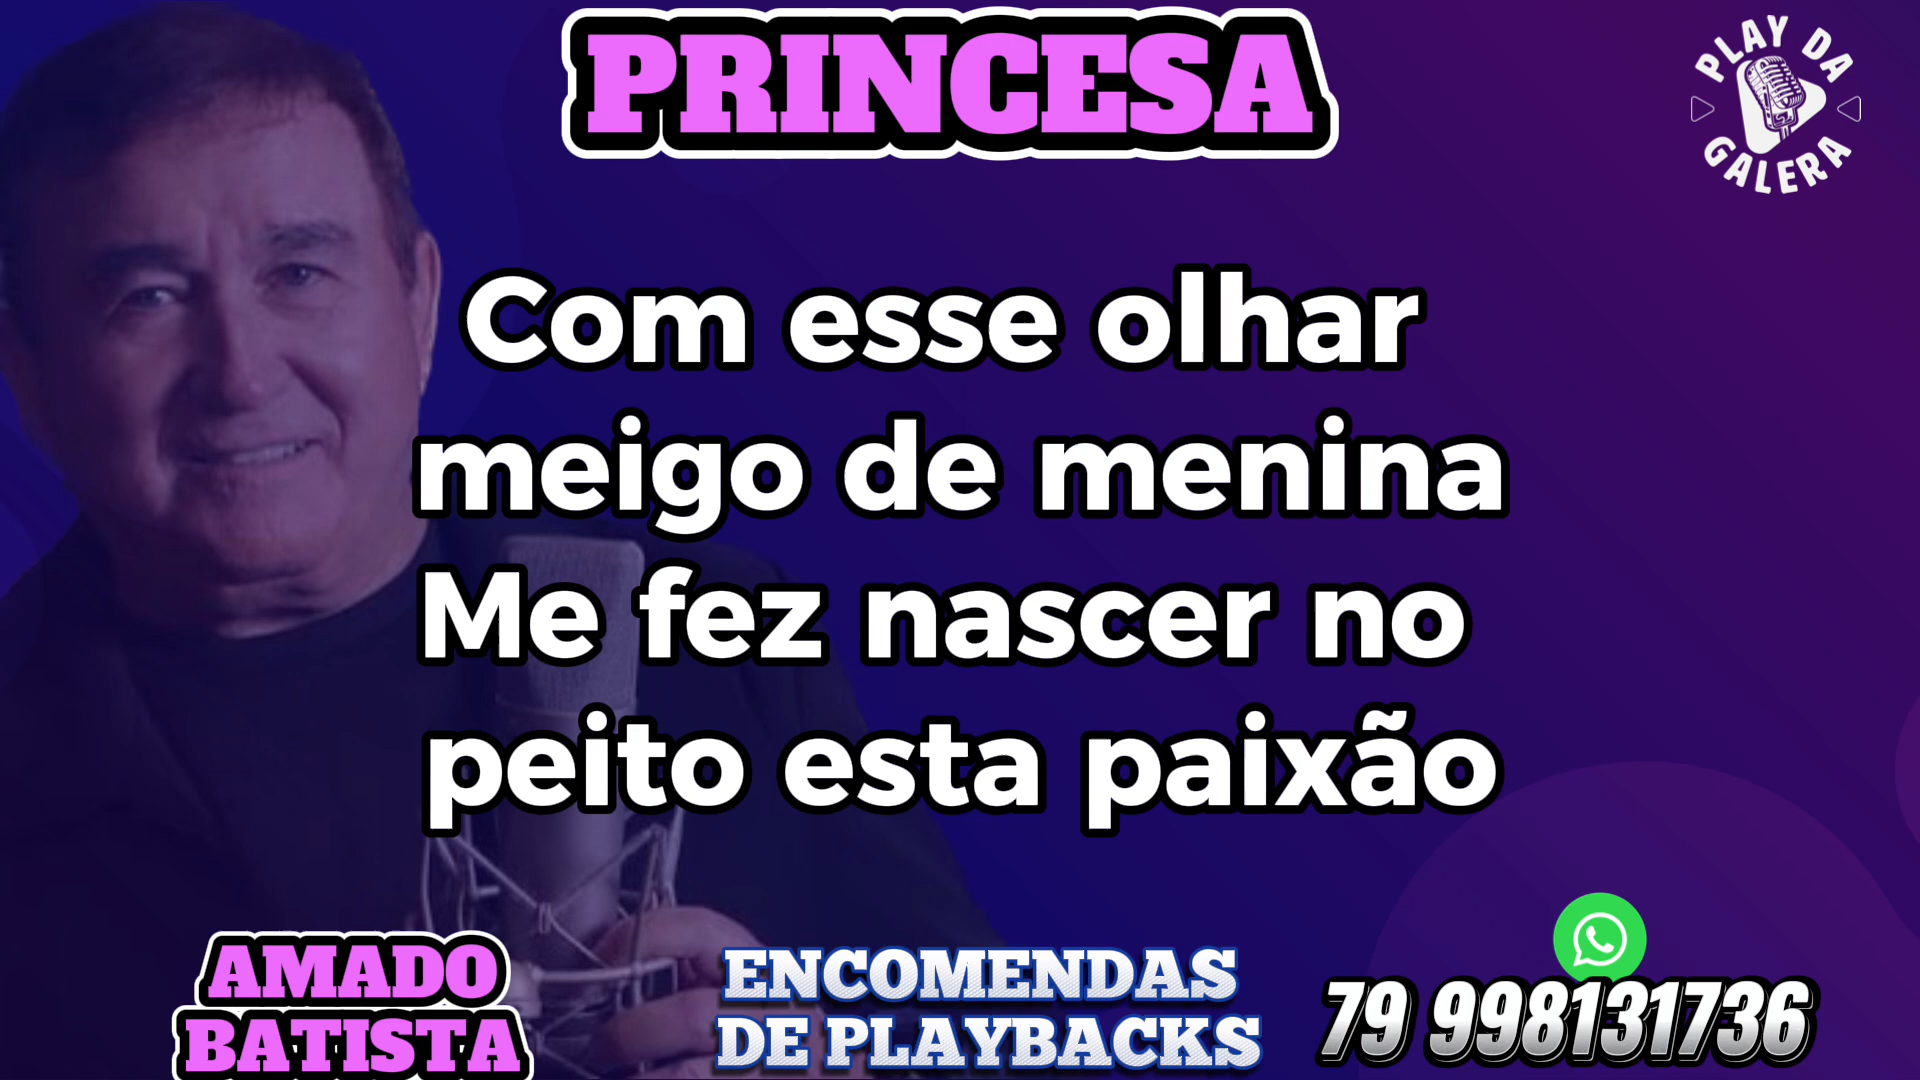 PRINCESA
PLAY DA
GALERA
Com esse olhar
meigo de menina
Me fez nascer no
peito esta paixão
AMADO
BATISTA
ENCOMENDAS
DE PLAYBACKS
79 998131736